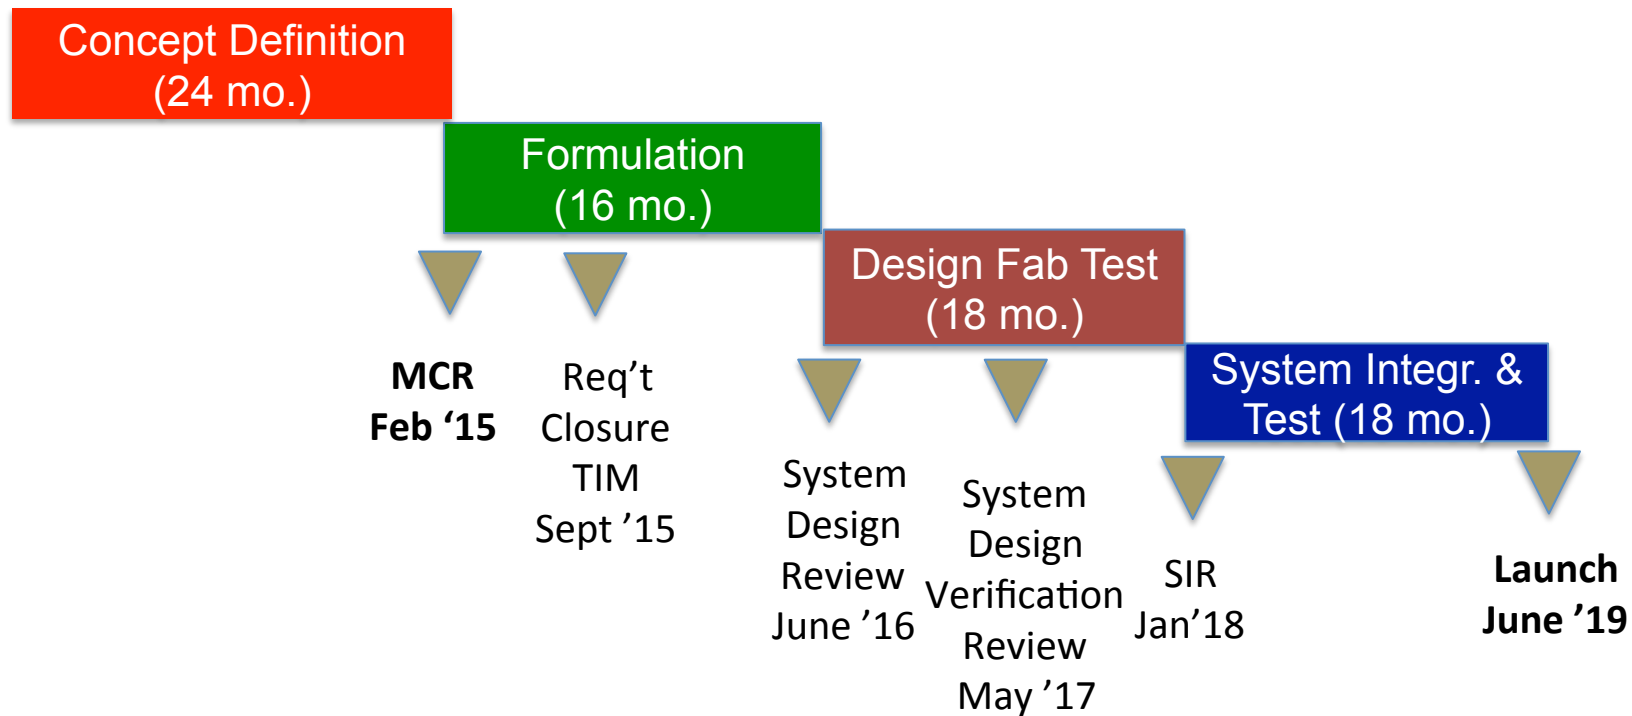 Concept Definition
(24 mo.)
Formulation
(16 mo.)
Design Fab Test
(18 mo.)
System Integr. &
Test (18 mo.)
MCR
Feb ‘15
Req’t
Closure
TIM
Sept ’15
System
Design
Review
June ’16
System
Design
Verification
Review
May ’17
SIR
Jan’18
Launch
June ’19